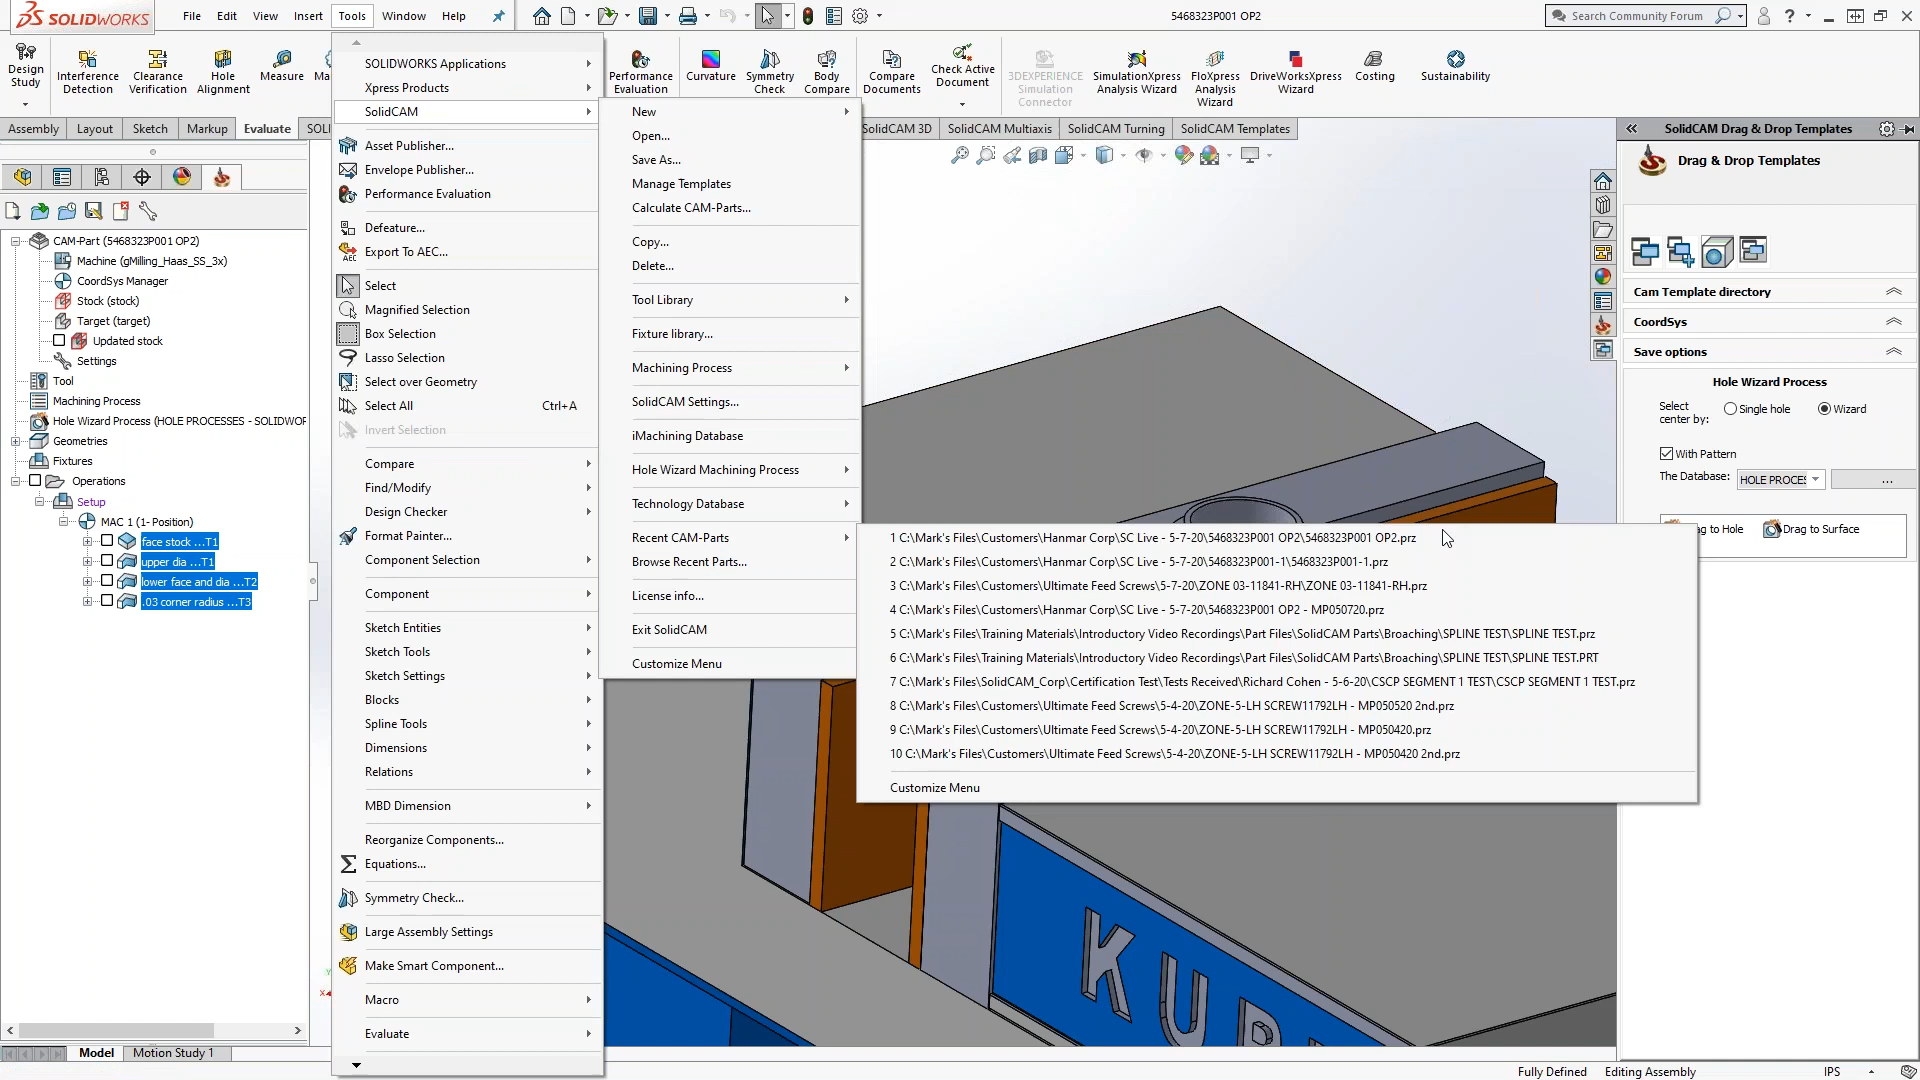 SOLIDWORKS
File Edit View Insert Tools Window Help
5468323P001 OP2
Search Community Forum
Design Study
Interference Detection
Clearance Verification
Hole Alignment
Measure
Ma
Performance Evaluation
Curvature
Symmetry Check
Body Compare
Compare Documents
Check Active Document
3DEXPERIENCE Simulation Connector
SimulationXpress Analysis Wizard
FloXpress Analysis Wizard
DriveWorksXpress Wizard
Costing
Sustainability
Assembly Layout Sketch Markup Evaluate SOLI
SolidCAM 3D SolidCAM Multiaxis SolidCAM Turning SolidCAM Templates
CAM-Part (5468323P001 OP2)
Machine (gMilling_Haas_SS_3x)
CoordSys Manager
Stock (stock)
Target (target)
Updated stock
Settings
Tool
Machining Process
Hole Wizard Process (HOLE PROCESSES - SOLIDWOR
Geometries
Fixtures
Operations
Setup
MAC 1 (1- Position)
face stock ...T1
upper dia ...T1
lower face and dia ...T2
.03 corner radius ...T3
Model Motion Study 1
SOLIDWORKS Applications
Xpress Products
SolidCAM
Asset Publisher...
Envelope Publisher...
Performance Evaluation
Defeature...
Export To AEC...
AEC
Select
Magnified Selection
Box Selection
Lasso Selection
Select over Geometry
Select All Ctrl+A
Invert Selection
Compare
Find/Modify
Design Checker
Format Painter...
Component Selection
Component
Sketch Entities
Sketch Tools
Sketch Settings
Blocks
Spline Tools
Dimensions
Relations
MBD Dimension
Reorganize Components...
Equations...
Symmetry Check...
Large Assembly Settings
Make Smart Component...
Macro
Evaluate
Y
X
New
Open...
Save As...
Manage Templates
Calculate CAM-Parts...
Copy...
Delete...
Tool Library
Fixture library...
Machining Process
SolidCAM Settings...
iMachining Database
Hole Wizard Machining Process
Technology Database
Recent CAM-Parts
Browse Recent Parts...
License info...
Exit SolidCAM
Customize Menu
1 C:\Mark's Files\Customers\Hanmar Corp\SC Live - 5-7-20\5468323P001 OP2\5468323P001 OP2.prz
2 C:\Mark's Files\Customers\Hanmar Corp\SC Live - 5-7-20\5468323P001-1\5468323P001-1.prz
3 C:\Mark's Files\Customers\Ultimate Feed Screws\5-7-20\ZONE 03-11841-RH\ZONE 03-11841-RH.prz
4 C:\Mark's Files\Customers\Hanmar Corp\SC Live - 5-7-20\5468323P001 OP2 - MP050720.prz
5 C:\Mark's Files\Training Materials\Introductory Video Recordings\Part Files\SolidCAM Parts\Broaching\SPLINE TEST\SPLINE TEST.prz
6 C:\Mark's Files\Training Materials\Introductory Video Recordings\Part Files\SolidCAM Parts\Broaching\SPLINE TEST\SPLINE TEST.PRT
7 C:\Mark's Files\SolidCAM_Corp\Certification Test\Tests Received\Richard Cohen - 5-6-20\CSCP SEGMENT 1 TEST\CSCP SEGMENT 1 TEST.prz
8 C:\Mark's Files\Customers\Ultimate Feed Screws\5-4-20\ZONE-5-LH SCREW11792LH - MP050520 2nd.prz
9 C:\Mark's Files\Customers\Ultimate Feed Screws\5-4-20\ZONE-5-LH SCREW11792LH - MP050420.prz
10 C:\Mark's Files\Customers\Ultimate Feed Screws\5-4-20\ZONE-5-LH SCREW11792LH - MP050420 2nd.prz
Customize Menu
KUR
SolidCAM Drag & Drop Templates
Drag & Drop Templates
Cam Template directory
CoordSys
Save options
Hole Wizard Process
Select center by: Single hole Wizard
With Pattern
The Database: HOLE PROCES ...
ag to Hole Drag to Surface
Fully Defined Editing Assembly IPS